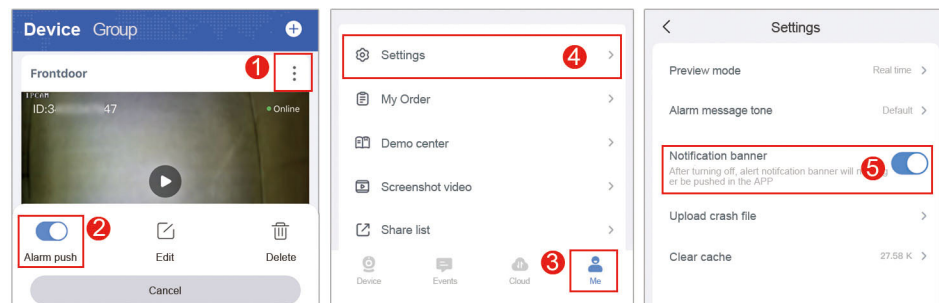 Device Group
Frontdoor
1
IPCAM
ID:3 47
Online
2
Alarm push
Edit
Delete
Cancel
Settings
4
My Order
Demo center
Screenshot video
Share list
3
Device
Events
Cloud
Me
Settings
Preview mode
Real time
Alarm message tone
Default
Notification banner
After turning off, alert notifcation banner will n g
er be pushed in the APP
5
Upload crash file
Clear cache
27.58 K